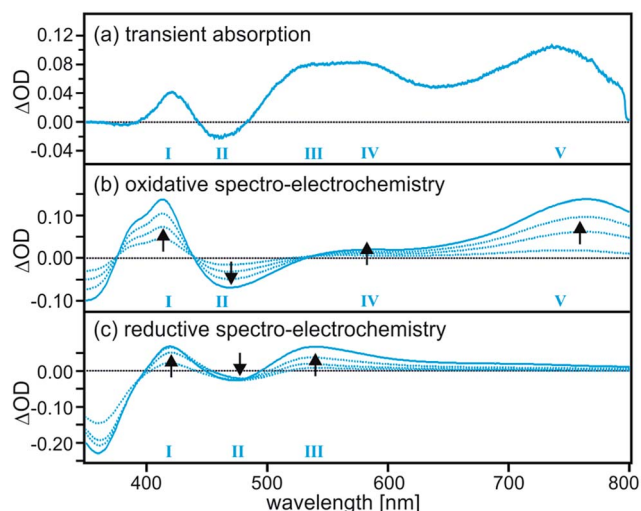 (a) transient absorption
0.12
0.08
0.04
0.00
-0.04
ΔOD
I II III IV V
(b) oxidative spectro-electrochemistry
0.10
0.00
-0.10
ΔOD
I II IV V
(c) reductive spectro-electrochemistry
0.00
-0.10
-0.20
ΔOD
I II III
400 500 600 700 800
wavelength [nm]